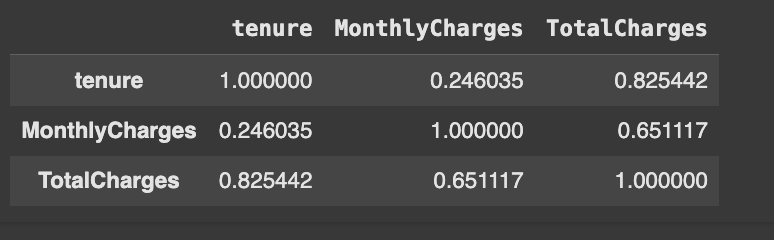 tenure MonthlyCharges TotalCharges
tenure 1.000000 0.246035 0.825442
MonthlyCharges 0.246035 1.000000 0.651117
TotalCharges 0.825442 0.651117 1.000000